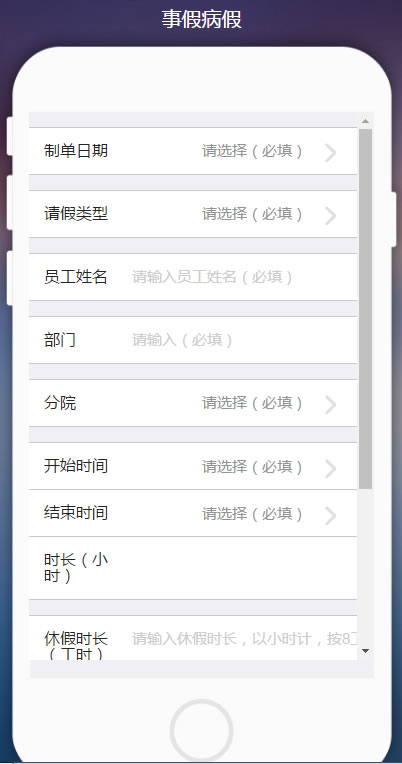 事假病假
制单日期 请选择（必填）
请假类型 请选择（必填）
员工姓名 请输入员工姓名（必填）
部门 请输入（必填）
分院 请选择（必填）
开始时间 请选择（必填）
结束时间 请选择（必填）
时长（小
时）
休假时长 请输入休假时长，以小时计，按8工
（工时）